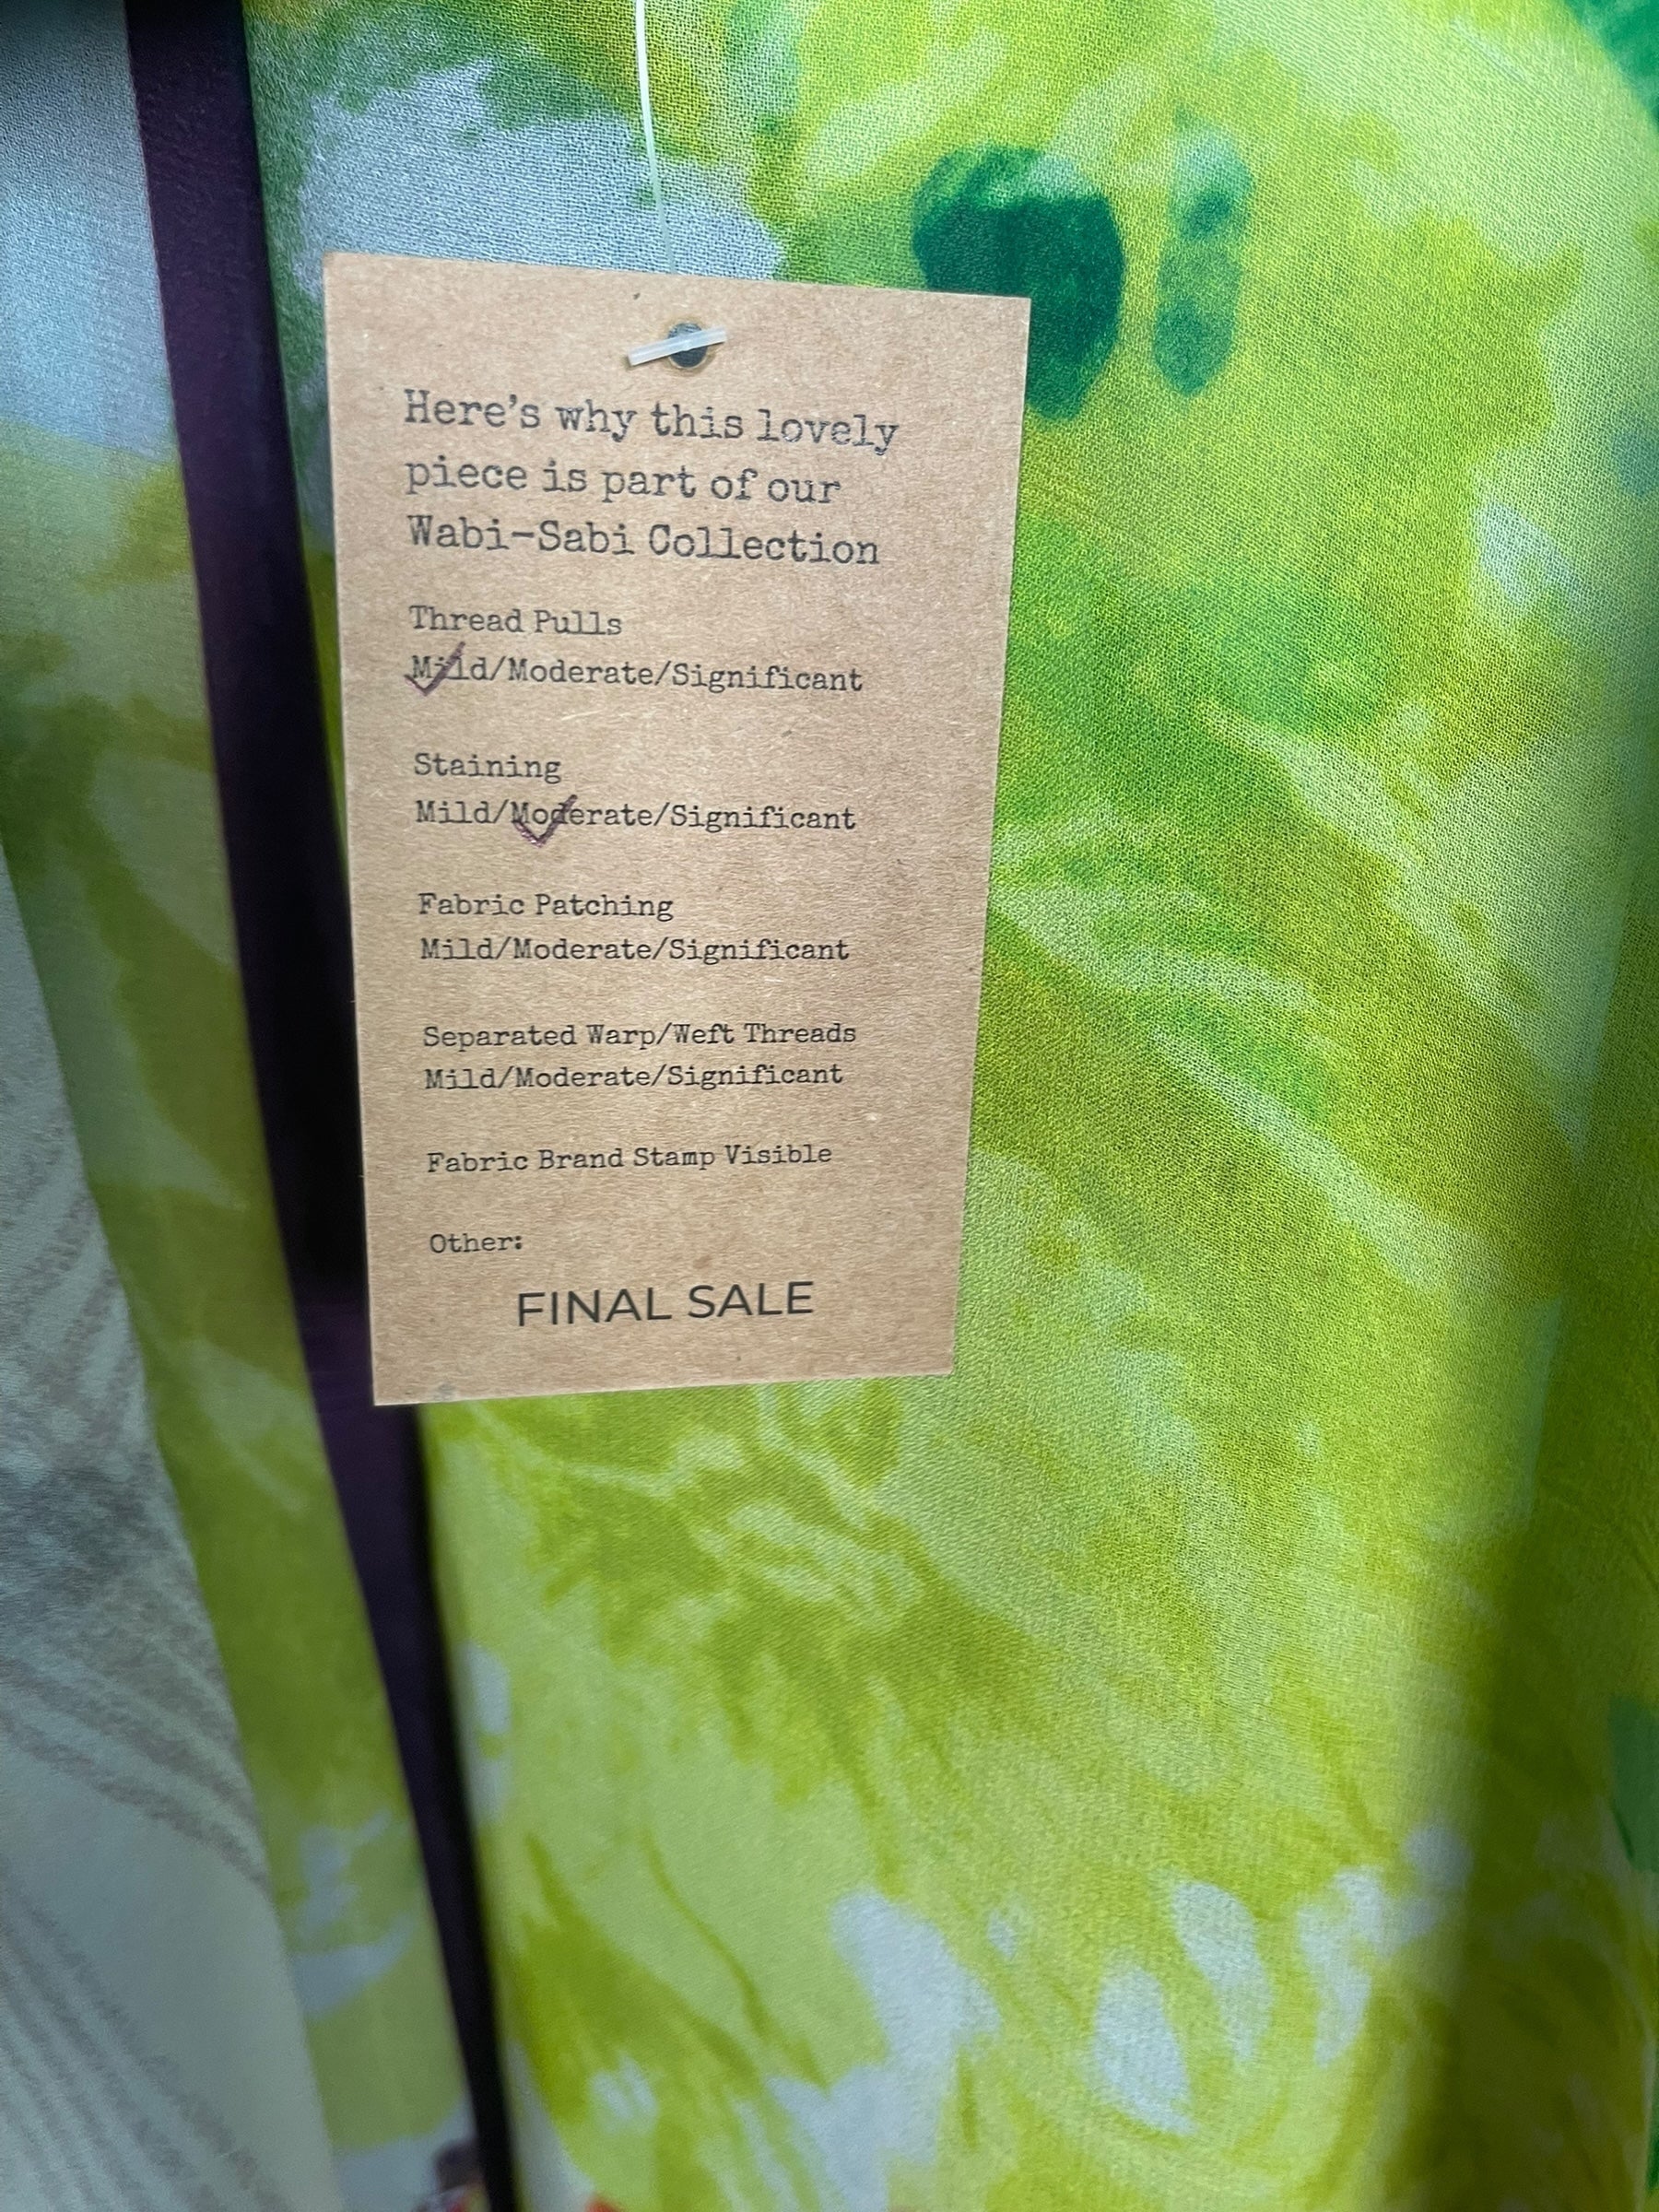 Here's why this lovely
piece is part of our
Wabi-Sabi Collection
Thread Pulls
Mild/Moderate/Significant
Staining
Mild/Moderate/Significant
Fabric Patching
Mild/Moderate/Significant
Separated Warp/Weft Threads
Mild/Moderate/Significant
Fabric Brand Stamp Visible
Other:
FINAL SALE